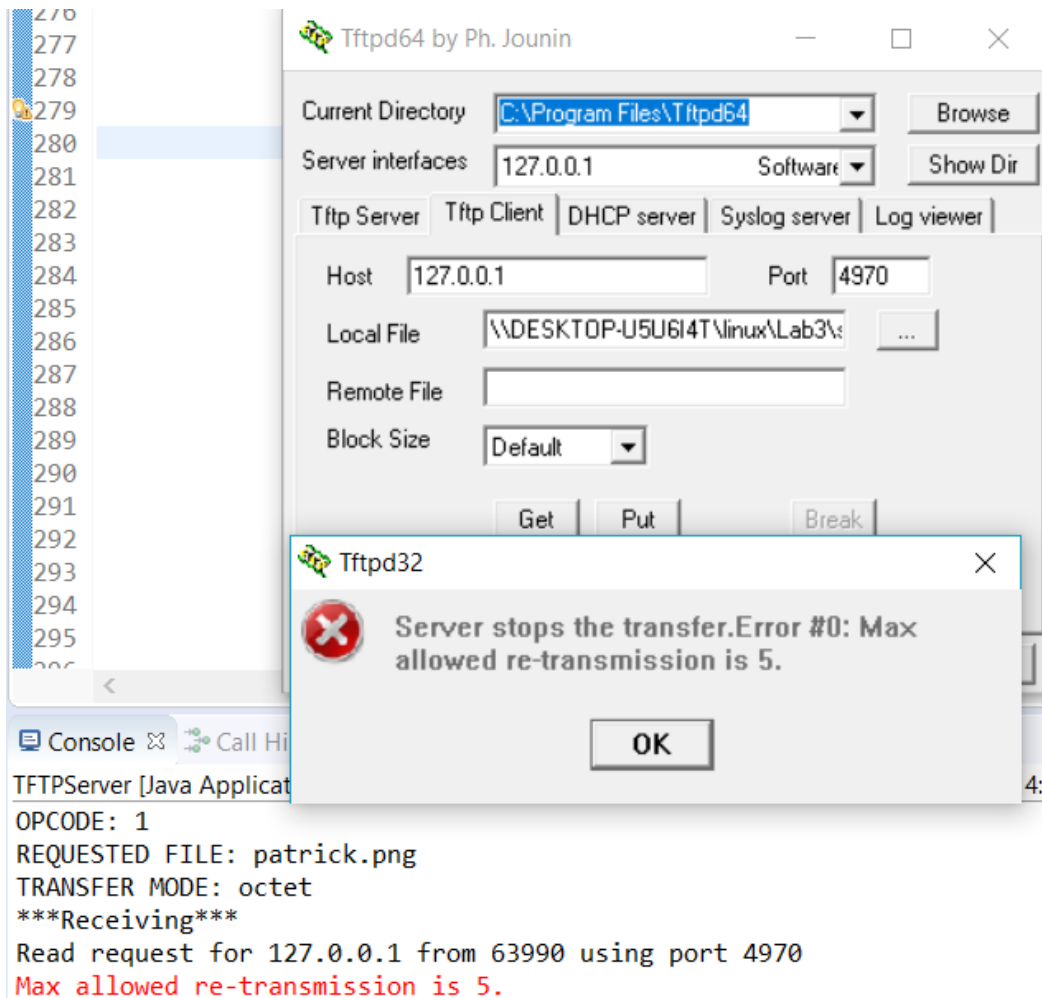 276
277
278
279
280
281
282
283
284
285
286
287
288
289
290
291
292
293
294
295
296
Tftpd64 by Ph. Jounin
Current Directory C:\Program Files\Tftpd64 Browse
Server interfaces 127.0.0.1 Software Show Dir
Tftp Server Tftp Client DHCP server Syslog server Log viewer
Host 127.0.0.1 Port 4970
Local File \\DESKTOP-U5U6I4T\linux\Lab3\s ...
Remote File
Block Size Default
Get Put Break
Tftpd32
Server stops the transfer.Error #0: Max
allowed re-transmission is 5.
OK
Console Call Hi
TFTPServer [Java Applicat 4:
OPCODE: 1
REQUESTED FILE: patrick.png
TRANSFER MODE: octet
***Receiving***
Read request for 127.0.0.1 from 63990 using port 4970
Max allowed re-transmission is 5.